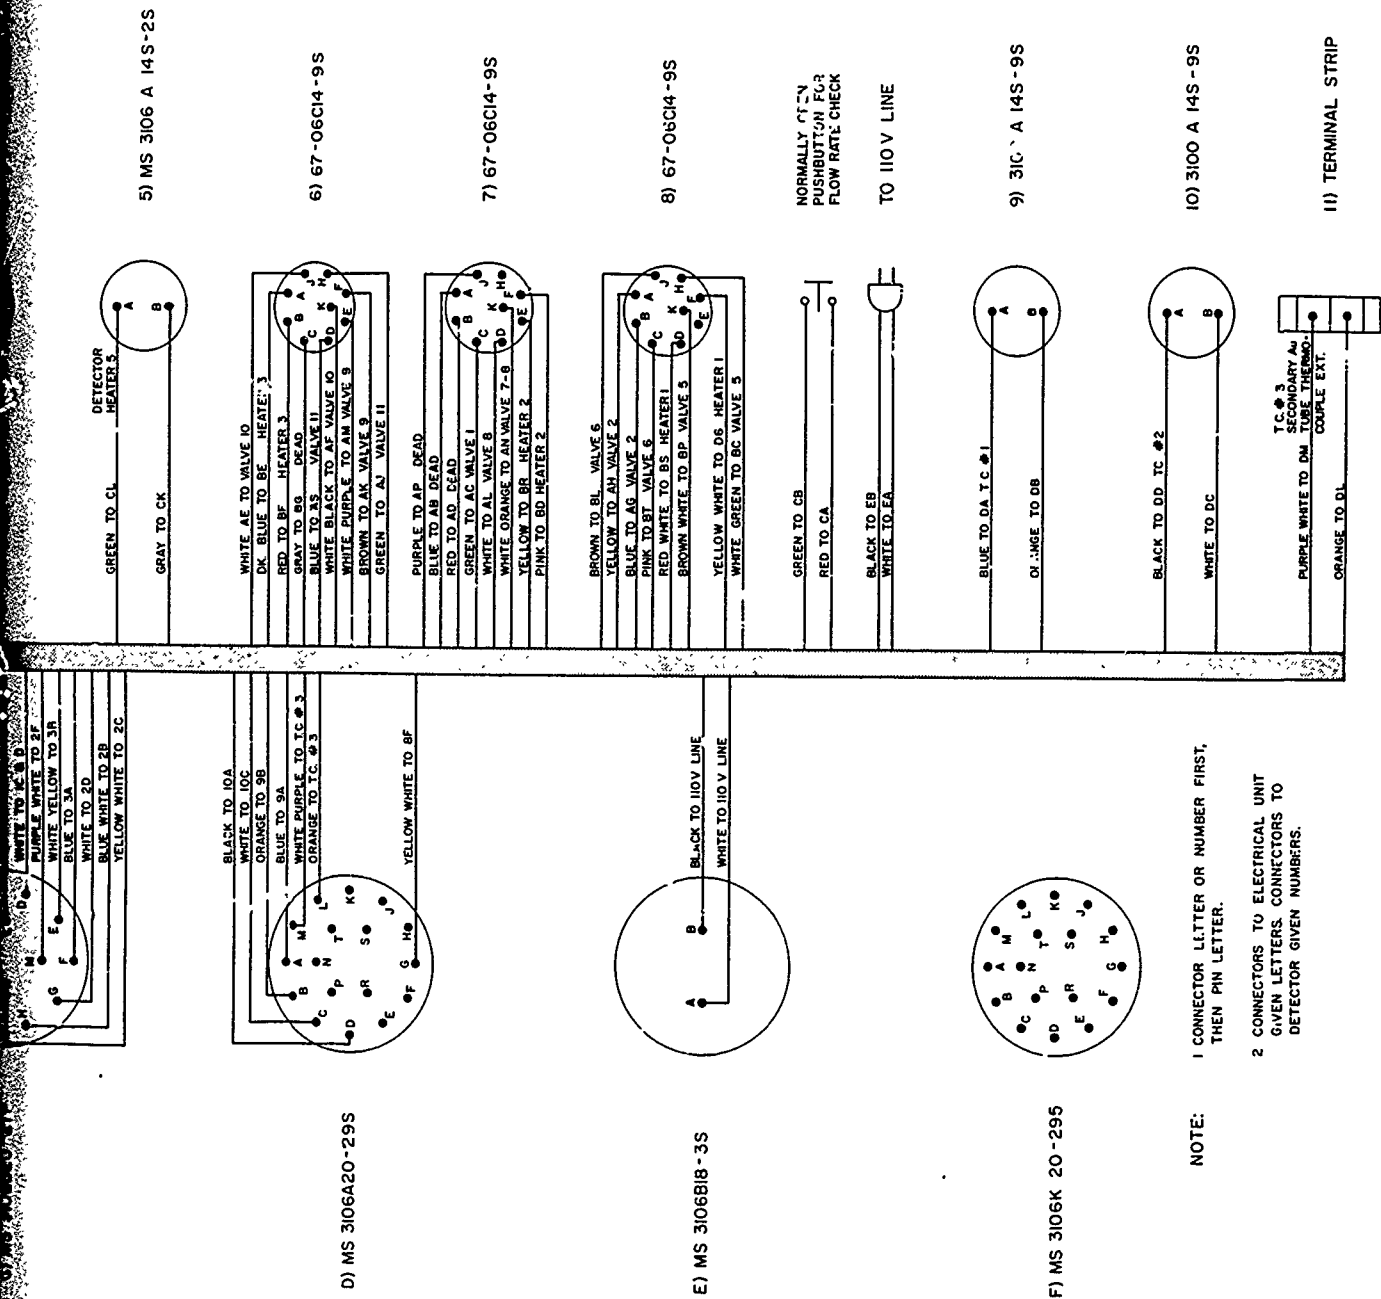 5) MS 3106 A 14S-2S
6) 67-06C14-9S
7) 67-06C14-9S
8) 67-06C14-9S
NORMALLY
PUSHBUTTON FOR
FLOW RATE CHECK
TO 110 V LINE
9) A 14S-9S
10) 3100 A 14S-9S
11) TERMINAL STRIP
A
B
DETECTOR
HEATER 5
GREEN TO CL
GRAY TO CK
A
B
C
D
E
F
H
J
K
WHITE AE TO VALVE 10
DK. BLUE TO BE HEATER 3
RED TO BF HEATER 3
GRAY TO BG DEAD
BLUE TO AS VALVE 11
WHITE BLACK TO AF VALVE 10
WHITE PURPLE TO AM VALVE 9
BROWN TO AK VALVE 9
GREEN TO AJ VALVE 11
A
B
C
D
E
F
H
J
K
PURPLE TO AP DEAD
BLUE TO AB DEAD
RED TO AD DEAD
GREEN TO AC VALVE 1
WHITE TO AL VALVE 8
WHITE ORANGE TO AN VALVE 7-8
YELLOW TO BR HEATER 2
PINK TO BD HEATER 2
A
B
C
D
E
F
H
J
K
BROWN TO BL VALVE 6
YELLOW TO AH VALVE 2
BLUE TO AG VALVE 2
PINK TO BT VALVE 6
RED WHITE TO BS HEATER 1
BROWN WHITE TO BP VALVE 5
YELLOW WHITE TO DG HEATER 1
WHITE GREEN TO BC VALVE 5
GREEN TO CB
RED TO CA
BLACK TO EB
WHITE TO EA
A
B
BLUE TO DA T C #1
TO DB
A
B
BLACK TO DD TC #2
WHITE TO DC
T C. #3
SECONDARY Au
TUBE THERMO-
COUPLE EXT.
PURPLE WHITE TO DM
ORANGE TO DL
PURPLE WHITE TO 2F
WHITE YELLOW TO 3R
BLUE TO 3A
WHITE TO 2D
BLUE WHITE TO 2B
YELLOW WHITE TO 2C
D
E
M
F
G
H
BLACK TO 10A
WHITE TO 10C
ORANGE TO 9B
BLUE TO 9A
WHITE PURPLE TO T.C #3
ORANGE TO T.C. #3
YELLOW WHITE TO 8F
A
B
C
D
E
F
G
H
J
K
L
M
N
P
R
S
T
BLACK TO 110V LINE
WHITE TO 110 V LINE
A
B
A
B
C
D
E
F
G
H
J
K
L
M
N
P
R
S
T
D) MS 3106A20-29S
E) MS 3106B18-3S
F) MS 3106K 20-295
NOTE:
1 CONNECTOR LETTER OR NUMBER FIRST,
THEN PIN LETTER.
2 CONNECTORS TO ELECTRICAL UNIT
GIVEN LETTERS. CONNECTORS TO
DETECTOR GIVEN NUMBERS.